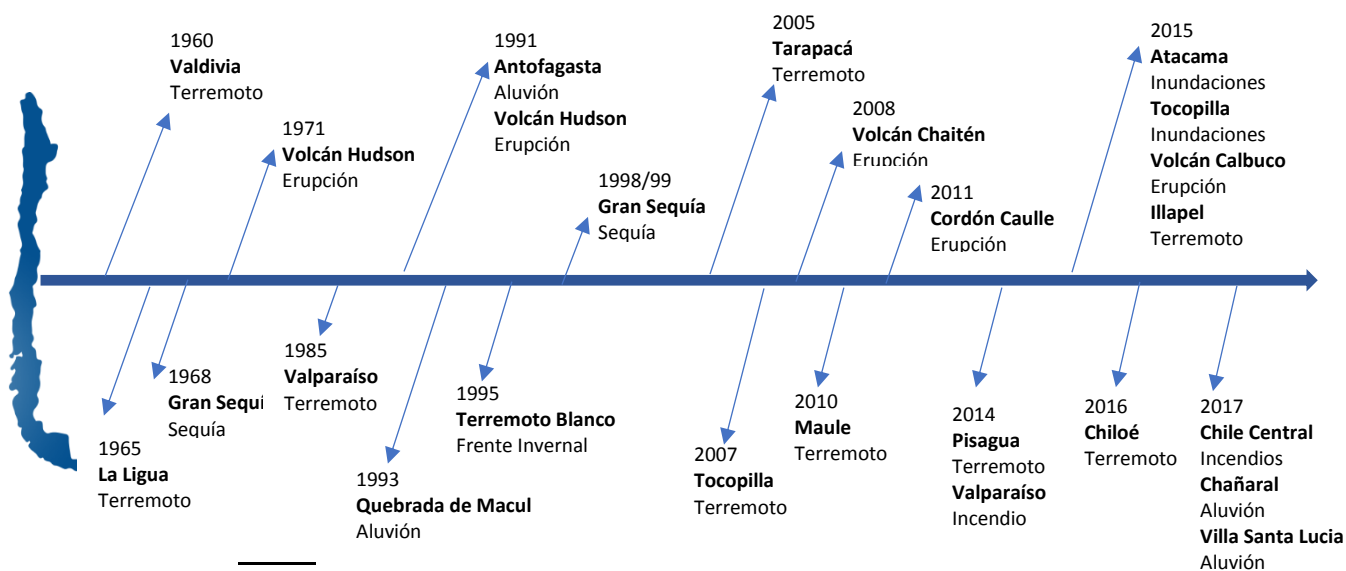 1960
Valdivia
Terremoto
1971
Volcán Hudson
Erupción
1991
Antofagasta
Aluvión
Volcán Hudson
Erupción
1998/99
Gran Sequía
Sequía
2005
Tarapacá
Terremoto
2008
Volcán Chaitén
Erupción
2011
Cordón Caulle
Erupción
2015
Atacama
Inundaciones
Tocopilla
Inundaciones
Volcán Calbuco
Erupción
Illapel
Terremoto
1965
La Ligua
Terremoto
1968
Gran Sequí
Sequía
1985
Valparaíso
Terremoto
1993
Quebrada de Macul
Aluvión
1995
Terremoto Blanco
Frente Invernal
2007
Tocopilla
Terremoto
2010
Maule
Terremoto
2014
Pisagua
Terremoto
Valparaíso
Incendio
2016
Chiloé
Terremoto
2017
Chile Central
Incendios
Chañaral
Aluvión
Villa Santa Lucia
Aluvión